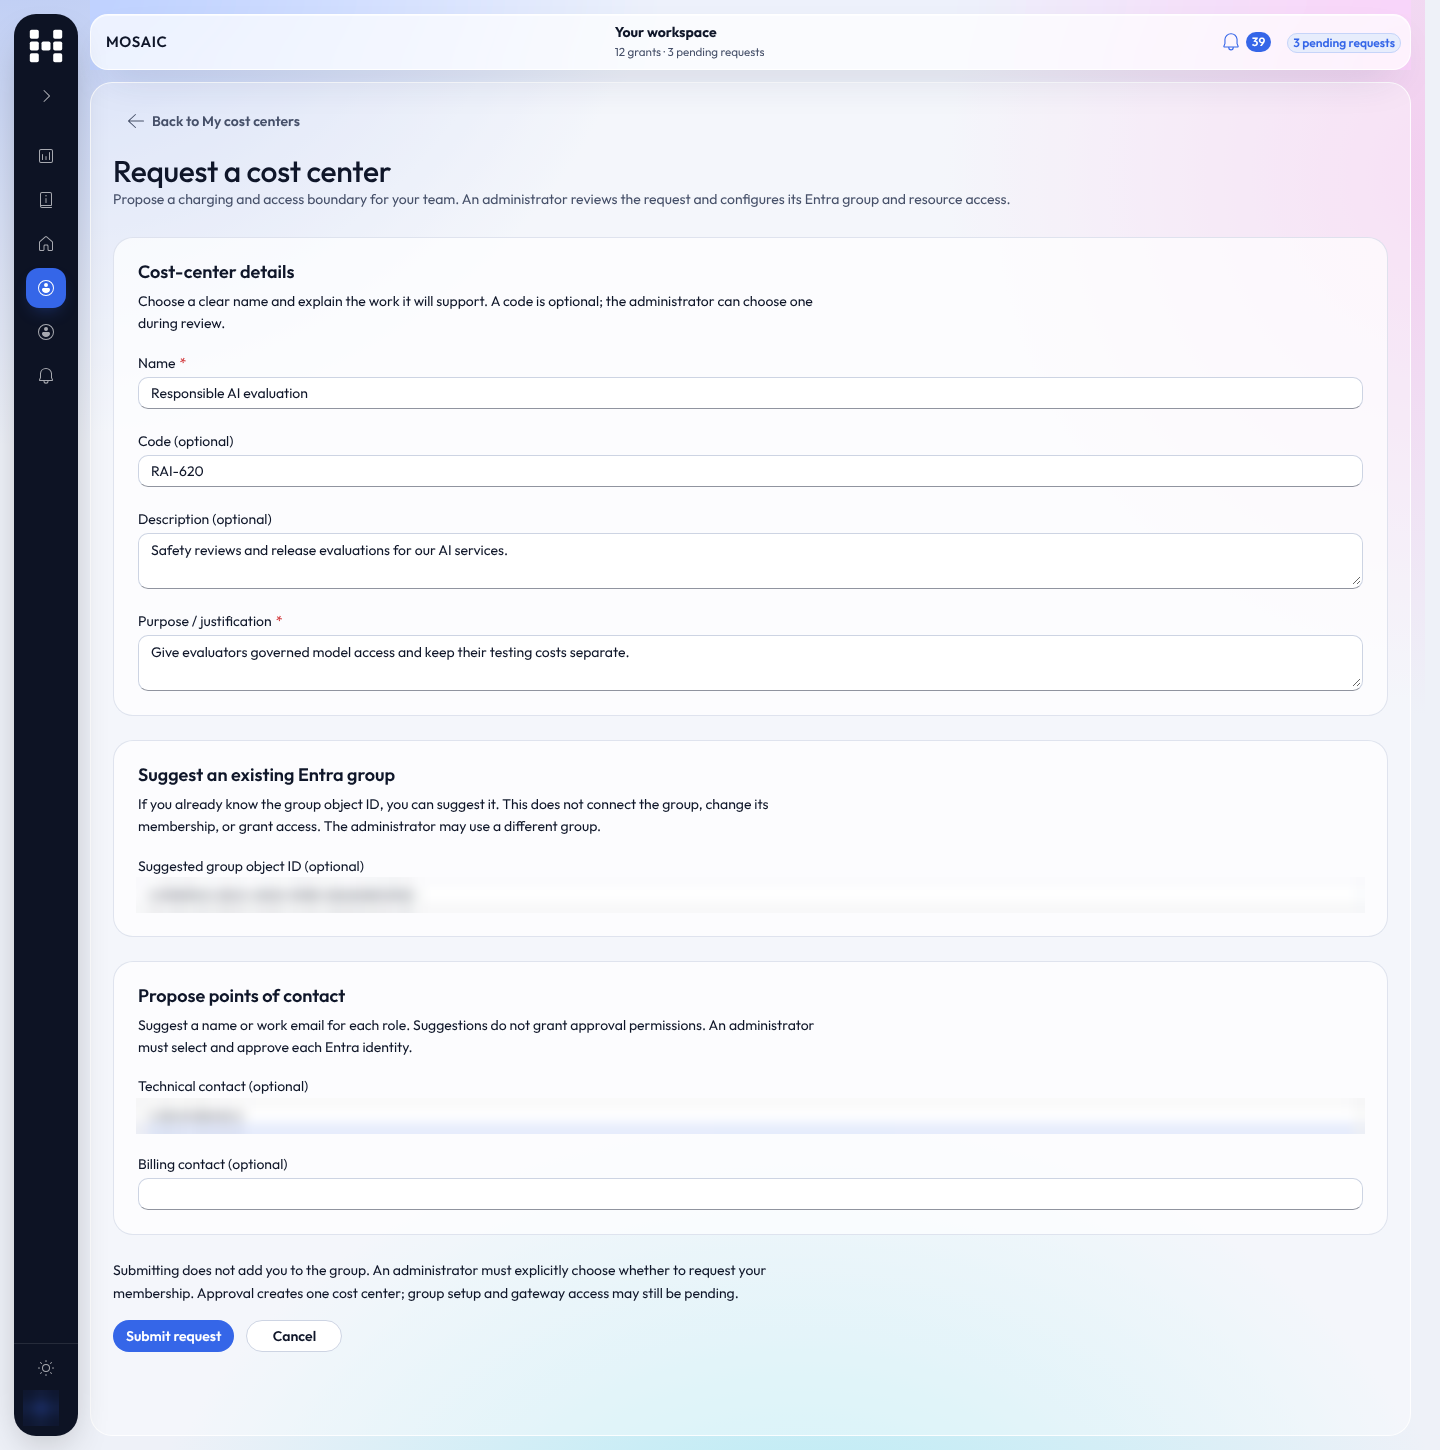 MOSAIC
Your workspace
12 grants · 3 pending requests
39
3 pending requests
Back to My cost centers
Request a cost center
Propose a charging and access boundary for your team. An administrator reviews the request and configures its Entra group and resource access.
Cost-center details
Choose a clear name and explain the work it will support. A code is optional; the administrator can choose one
during review.
Name *
Responsible AI evaluation
Code (optional)
RAI-620
Description (optional)
Safety reviews and release evaluations for our AI services.
Purpose / justification *
Give evaluators governed model access and keep their testing costs separate.
Suggest an existing Entra group
If you already know the group object ID, you can suggest it. This does not connect the group, change its
membership, or grant access. The administrator may use a different group.
Suggested group object ID (optional)
Propose points of contact
Suggest a name or work email for each role. Suggestions do not grant approval permissions. An administrator
must select and approve each Entra identity.
Technical contact (optional)
Billing contact (optional)
Submitting does not add you to the group. An administrator must explicitly choose whether to request your
membership. Approval creates one cost center; group setup and gateway access may still be pending.
Submit request
Cancel